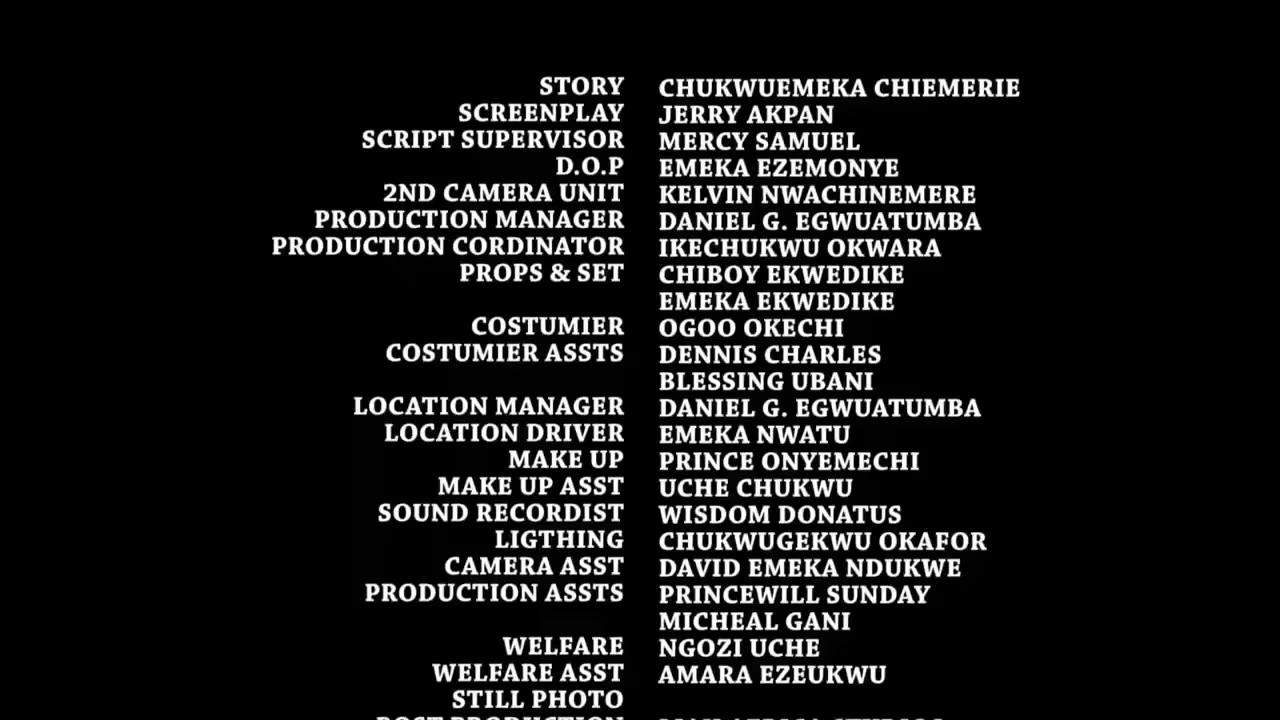 STORY CHUKWUEMEKA CHIEMERIE
SCREENPLAY JERRY AKPAN
SCRIPT SUPERVISOR MERCY SAMUEL
D.O.P EMEKA EZEMONYE
2ND CAMERA UNIT KELVIN NWACHINEMERE
PRODUCTION MANAGER DANIEL G. EGWUATUMBA
PRODUCTION CORDINATOR IKECHUKWU OKWARA
PROPS & SET CHIBOY EKWEDIKE
EMEKA EKWEDIKE
COSTUMIER OGOO OKECHI
COSTUMIER ASSTS DENNIS CHARLES
BLESSING UBANI
LOCATION MANAGER DANIEL G. EGWUATUMBA
LOCATION DRIVER EMEKA NWATU
MAKE UP PRINCE ONYEMECHI
MAKE UP ASST UCHE CHUKWU
SOUND RECORDIST WISDOM DONATUS
LIGTHING CHUKWUGEKWU OKAFOR
CAMERA ASST DAVID EMEKA NDUKWE
PRODUCTION ASSTS PRINCEWILL SUNDAY
MICHEAL GANI
WELFARE NGOZI UCHE
WELFARE ASST AMARA EZEUKWU
STILL PHOTO
POST PRODUCTION